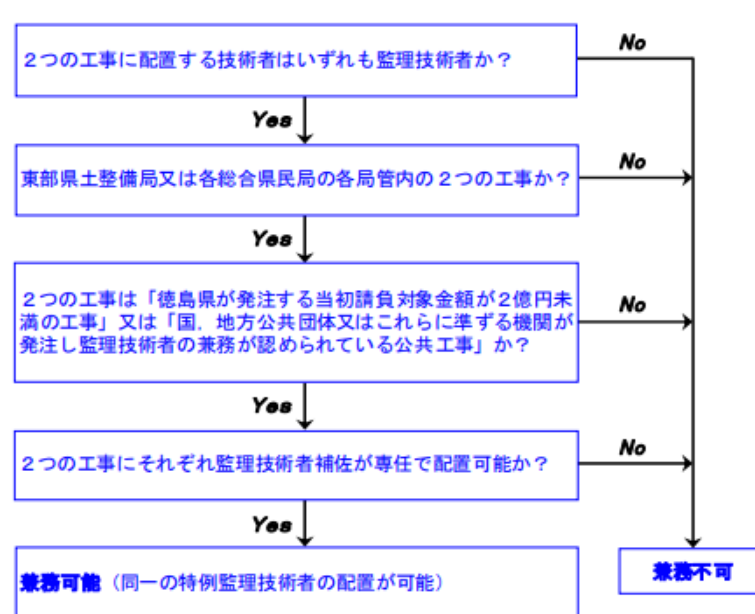 ２つの工事に配置する技術者はいずれも監理技術者か？
No
Yes
東部県土整備局又は各総合県民局の各局管内の２つの工事か？
No
Yes
２つの工事は「徳島県が発注する当初請負対象金額が２億円未
満の工事」又は「国，地方公共団体又はこれらに準ずる機関が
発注し監理技術者の兼務が認められている公共工事」か？
No
Yes
２つの工事にそれぞれ監理技術者補佐が専任で配置可能か？
No
Yes
兼務可能（同一の特例監理技術者の配置が可能）
兼務不可